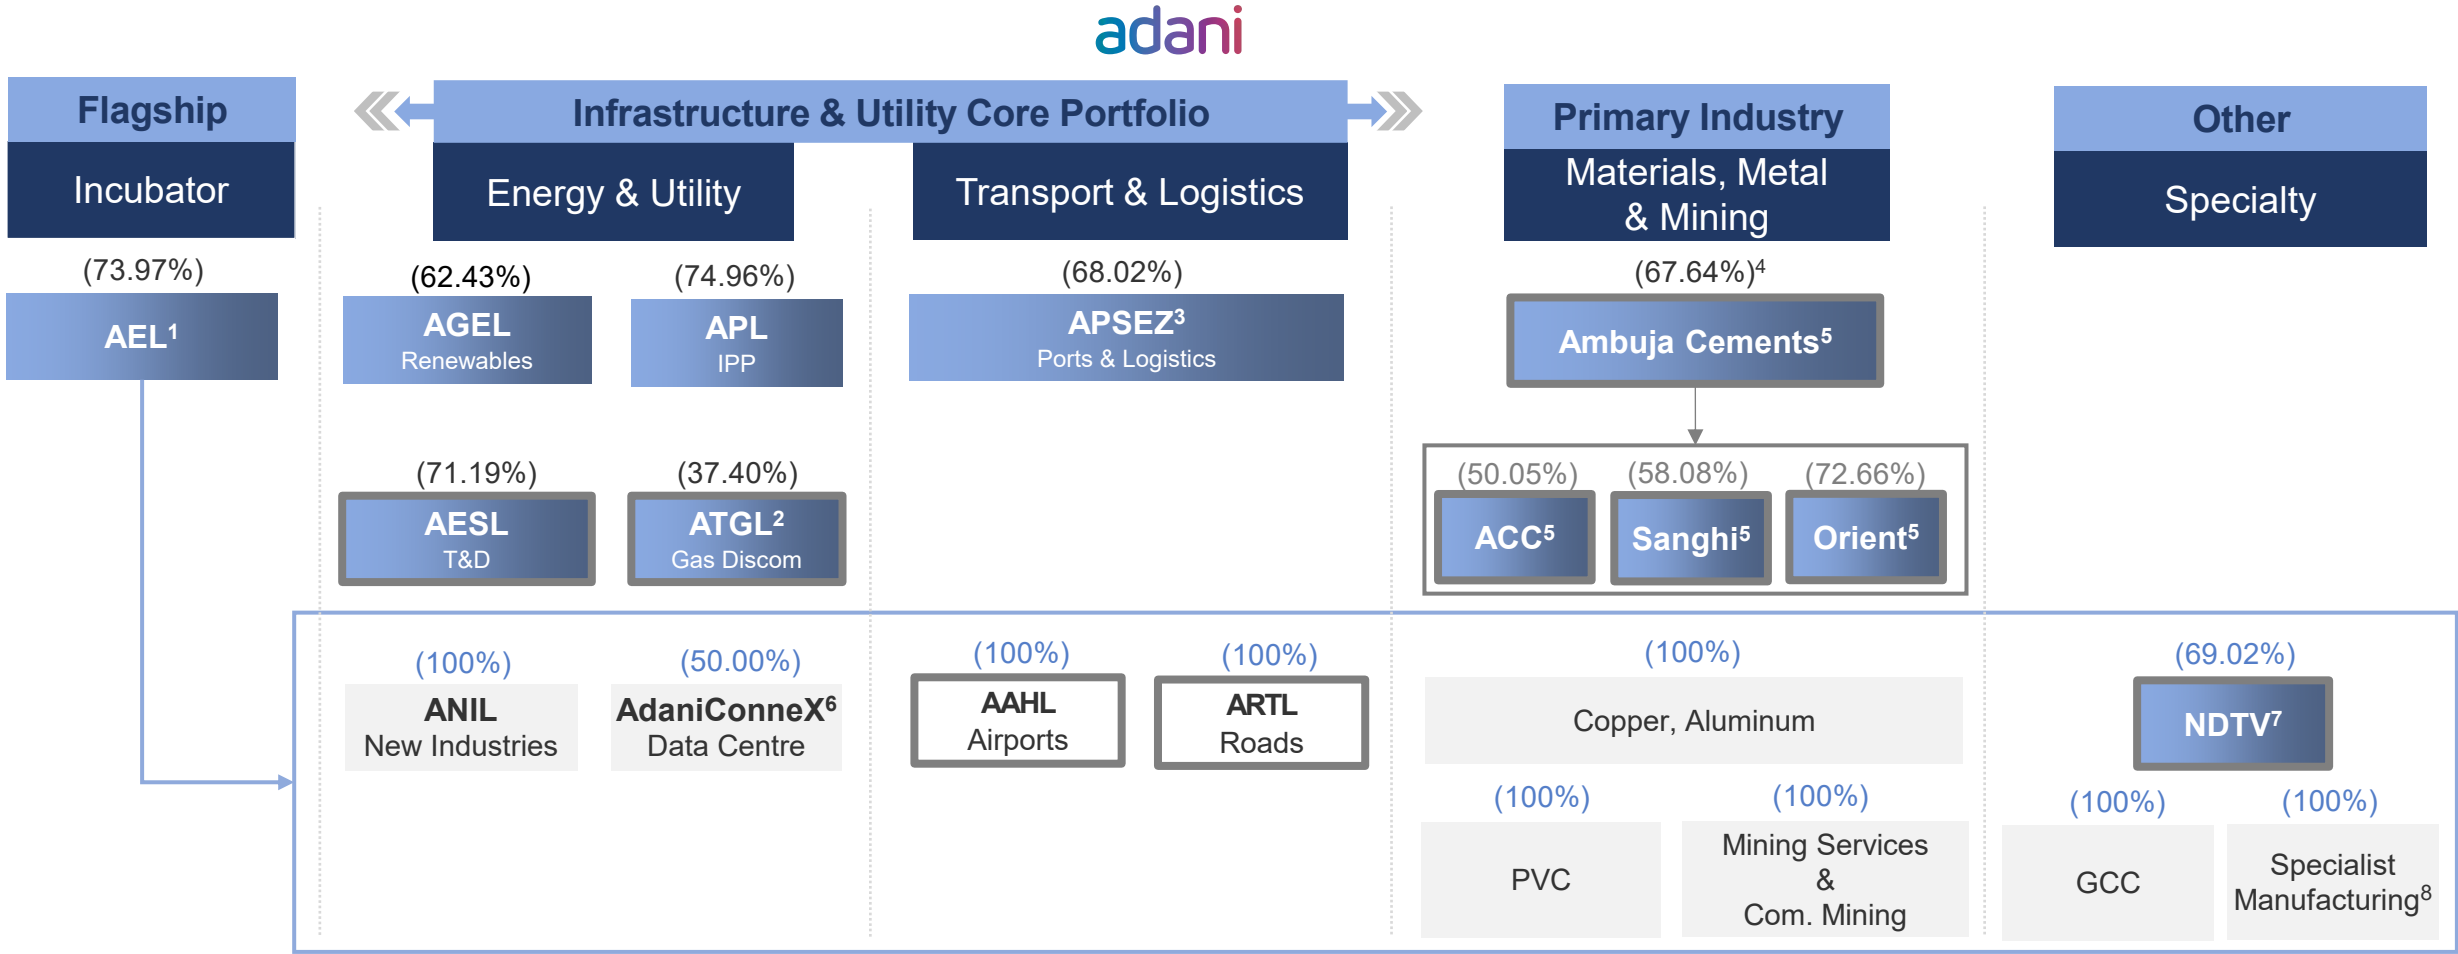 adani
Flagship
Infrastructure & Utility Core Portfolio
Primary Industry
Other
Incubator
Energy & Utility
Transport & Logistics
Materials, Metal
& Mining
Specialty
(73.97%)
AEL¹
(62.43%)
AGEL
Renewables
(74.96%)
APL
IPP
(68.02%)
APSEZ³
Ports & Logistics
(67.64%)⁴
Ambuja Cements⁵
(71.19%)
AESL
T&D
(37.40%)
ATGL²
Gas Discom
(50.05%)
ACC⁵
(58.08%)
Sanghi⁵
(72.66%)
Orient⁵
(100%)
ANIL
New Industries
(50.00%)
AdaniConneX⁶
Data Centre
(100%)
AAHL
Airports
(100%)
ARTL
Roads
(100%)
Copper, Aluminum
(100%)
PVC
(100%)
Mining Services
&
Com. Mining
(69.02%)
NDTV⁷
(100%)
GCC
(100%)
Specialist
Manufacturing⁸